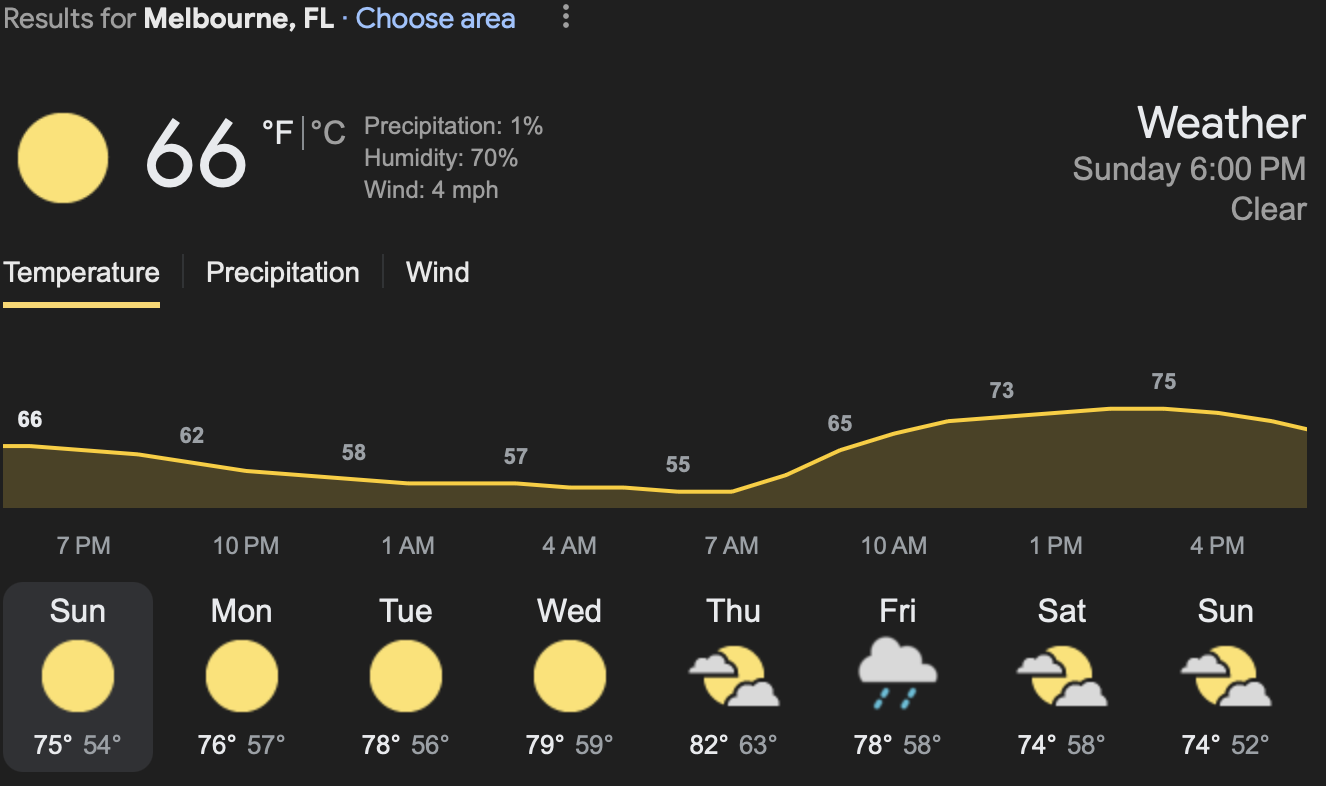 Results for Melbourne, FL · Choose area
66 °F | °C
Precipitation: 1%
Humidity: 70%
Wind: 4 mph
Weather
Sunday 6:00 PM
Clear
Temperature | Precipitation | Wind
66 62 58 57 55 65 73 75
7 PM 10 PM 1 AM 4 AM 7 AM 10 AM 1 PM 4 PM
Sun Mon Tue Wed Thu Fri Sat Sun
75° 54° 76° 57° 78° 56° 79° 59° 82° 63° 78° 58° 74° 58° 74° 52°